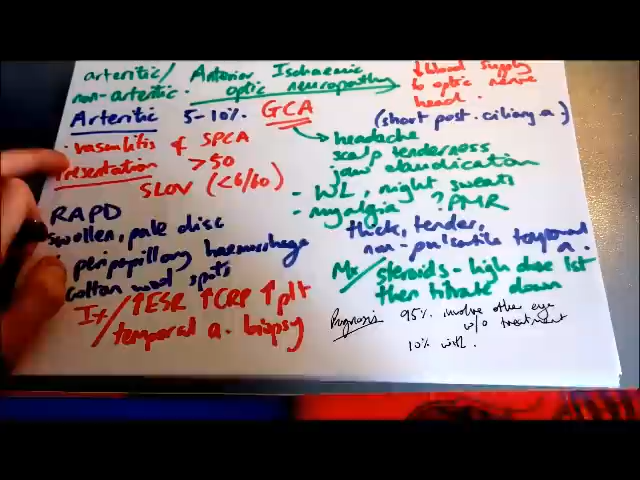 arteritic/ Anterior Ischaemic
non-arteritic. optic neuropathy
↓ blood supply
to optic nerve
head.
(short post. ciliary a.)
Arteritic 5-10% GCA
• vasculitis of SPCA
Presentation >50
SLOV (<6/60)
→ headache
scalp tenderness
jaw claudication
- WL, night sweats
- myalgia ? PMR
RAPD
swollen, pale disc
peripapillary haemorrhage
cotton wool spots
thick, tender,
non-pulsatile temporal
a.
Ix/ ↑ESR ↑CRP ↑plt
temporal a. biopsy
Mx/ steroids - high dose 1st
then titrate down
Prognosis 95% involve other eye
w/o treatment
10% with.